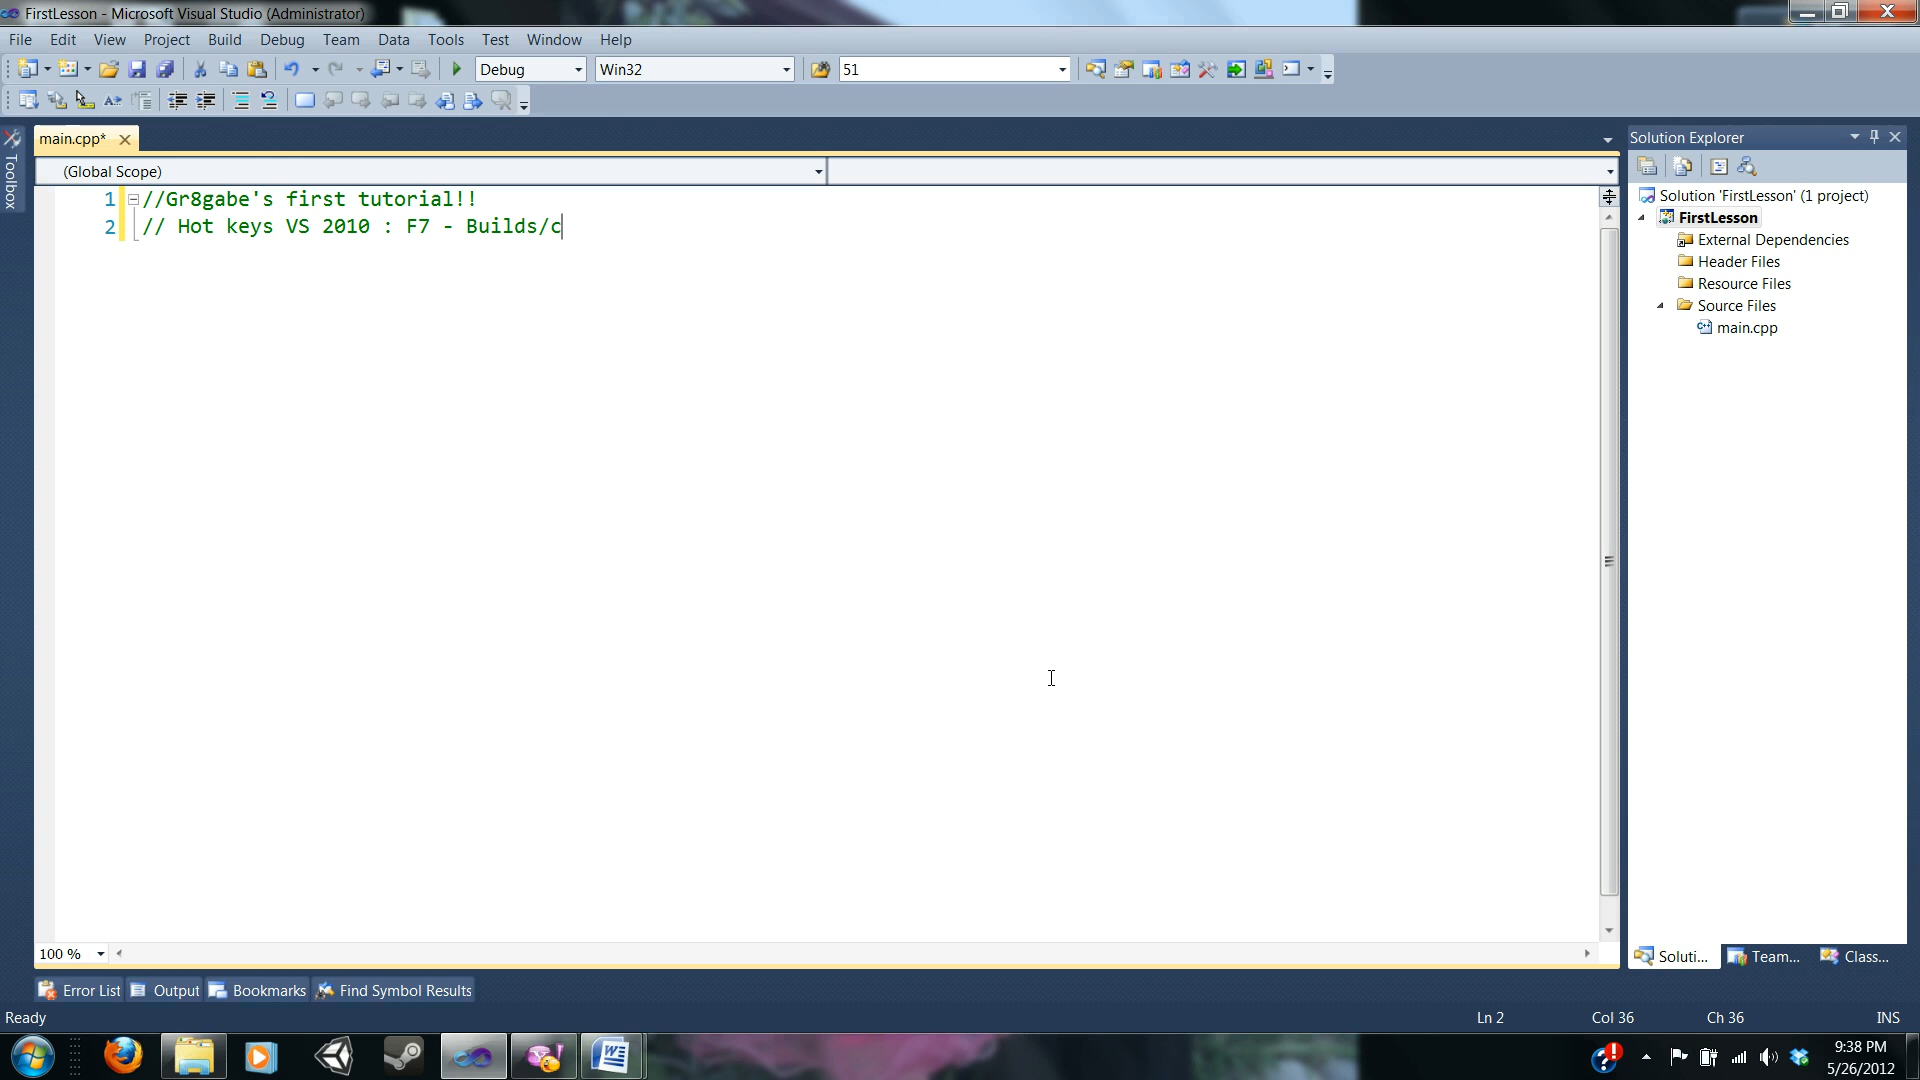 FirstLesson - Microsoft Visual Studio (Administrator)
File Edit View Project Build Debug Team Data Tools Test Window Help
Debug Win32 51
Toolbox
main.cpp*
(Global Scope)
1 //Gr8gabe's first tutorial!!
2 // Hot keys VS 2010 : F7 - Builds/c
Solution Explorer
Solution 'FirstLesson' (1 project)
FirstLesson
External Dependencies
Header Files
Resource Files
Source Files
main.cpp
100 %
Soluti... Team... Class...
Error List Output Bookmarks Find Symbol Results
Ready Ln 2 Col 36 Ch 36 INS
9:38 PM
5/26/2012